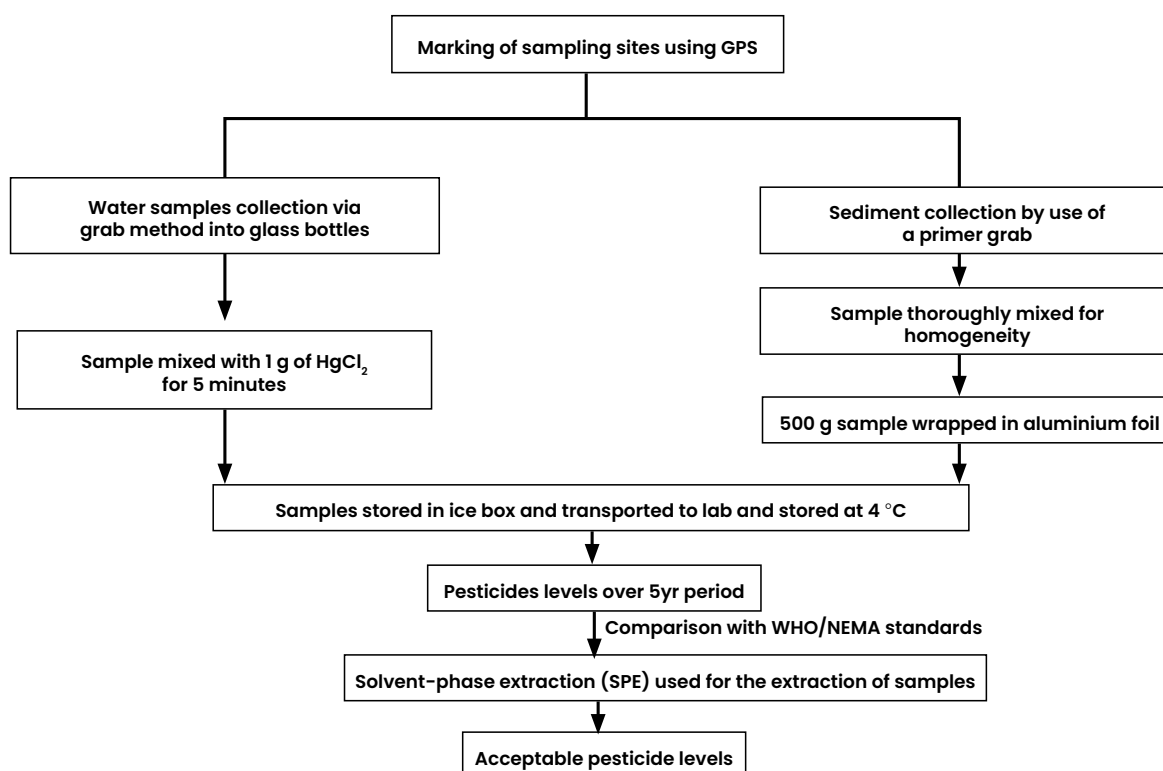 Marking of sampling sites using GPS
Water samples collection via
grab method into glass bottles
Sample mixed with 1 g of HgCl₂
for 5 minutes
Sediment collection by use of
a primer grab
Sample thoroughly mixed for
homogeneity
500 g sample wrapped in aluminium foil
Samples stored in ice box and transported to lab and stored at 4 °C
Pesticides levels over 5yr period
Comparison with WHO/NEMA standards
Solvent-phase extraction (SPE) used for the extraction of samples
Acceptable pesticide levels